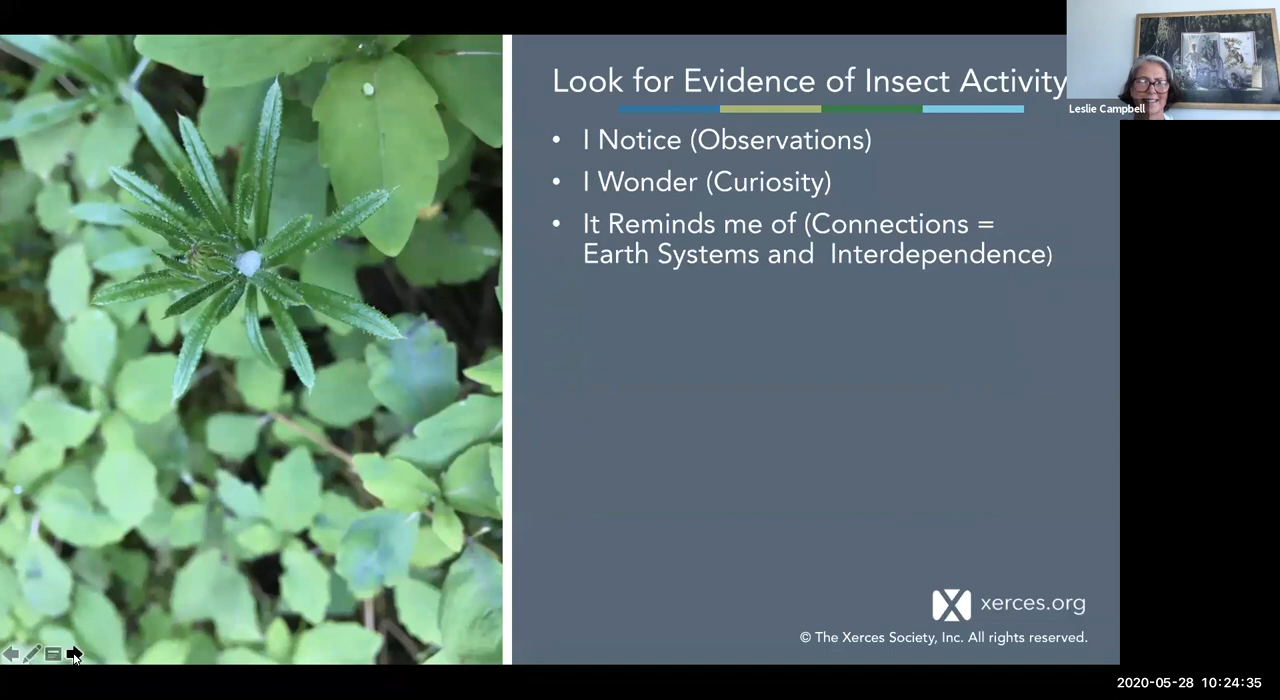 Look for Evidence of Insect Activity
Leslie Campbell
• I Notice (Observations)
• I Wonder (Curiosity)
• It Reminds me of (Connections =
Earth Systems and  Interdependence)
xerces.org
© The Xerces Society, Inc. All rights reserved.
2020-05-28 10:24:35